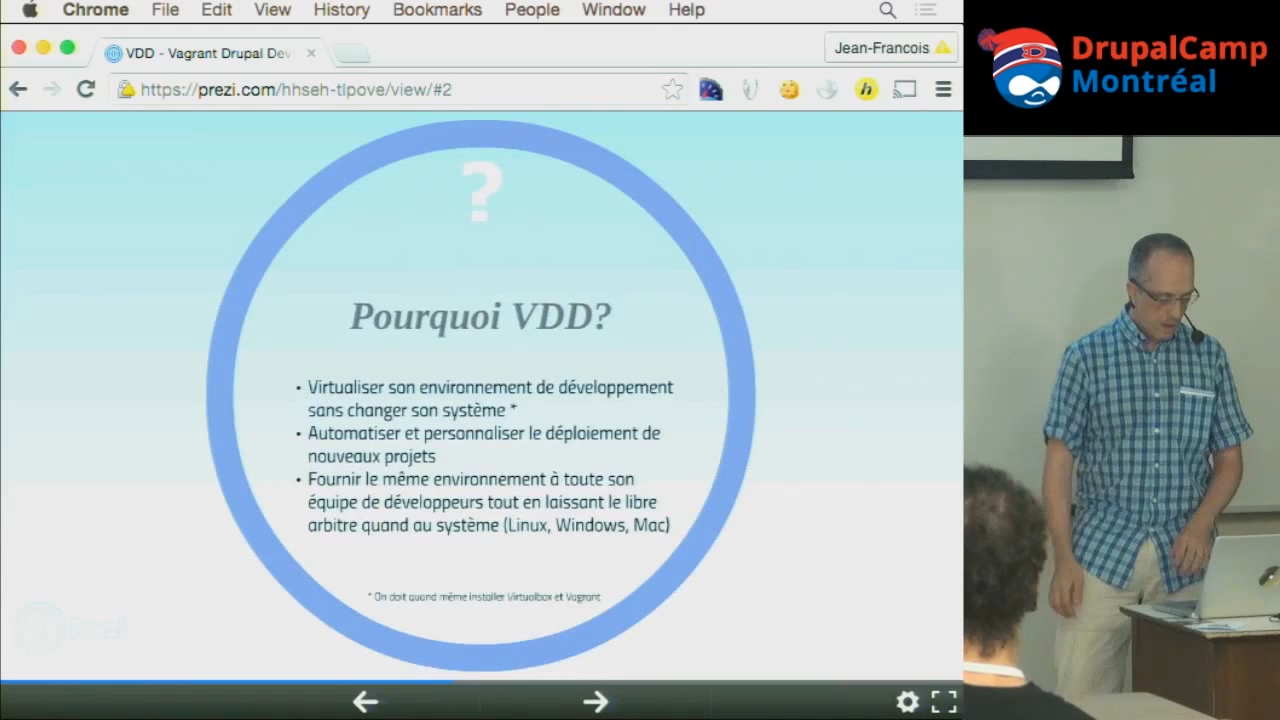 Chrome File Edit View History Bookmarks People Window Help
VDD - Vagrant Drupal Dev
Jean-Francois
https://prezi.com/hhseh-tlpove/view/#2
h
DrupalCamp
Montréal
?
Pourquoi VDD?
• Virtualiser son environnement de développement
sans changer son système *
• Automatiser et personnaliser le déploiement de
nouveaux projets
• Fournir le même environnement à toute son
équipe de développeurs tout en laissant le libre
arbitre quand au système (Linux, Windows, Mac)
* On doit quand même installer Virtualbox et Vagrant
Prezi